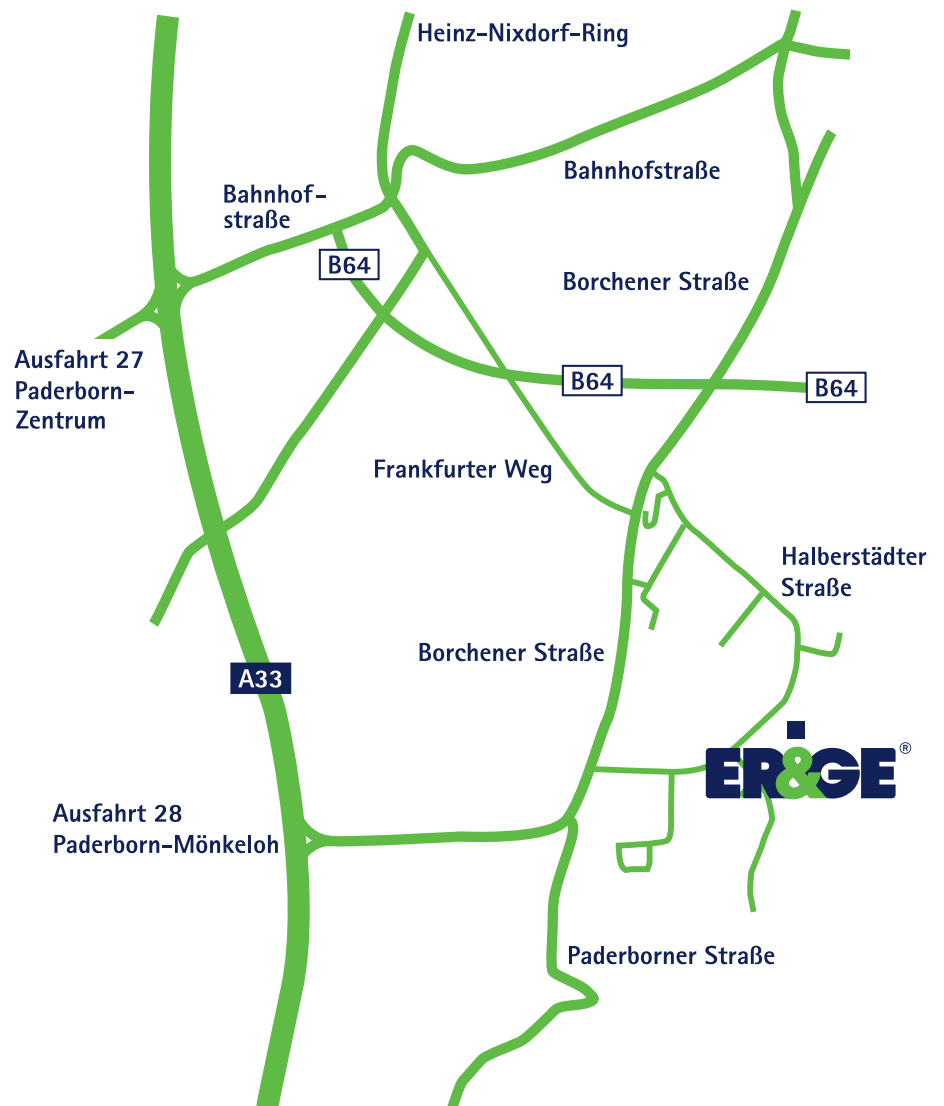 Heinz-Nixdorf-Ring
Bahnhofstraße
Bahnhof-
straße
B64
Borchener Straße
Ausfahrt 27
Paderborn-
Zentrum
B64
B64
Frankfurter Weg
Halberstädter
Straße
Borchener Straße
A33
ER&GE®
Ausfahrt 28
Paderborn-Mönkeloh
Paderborner Straße